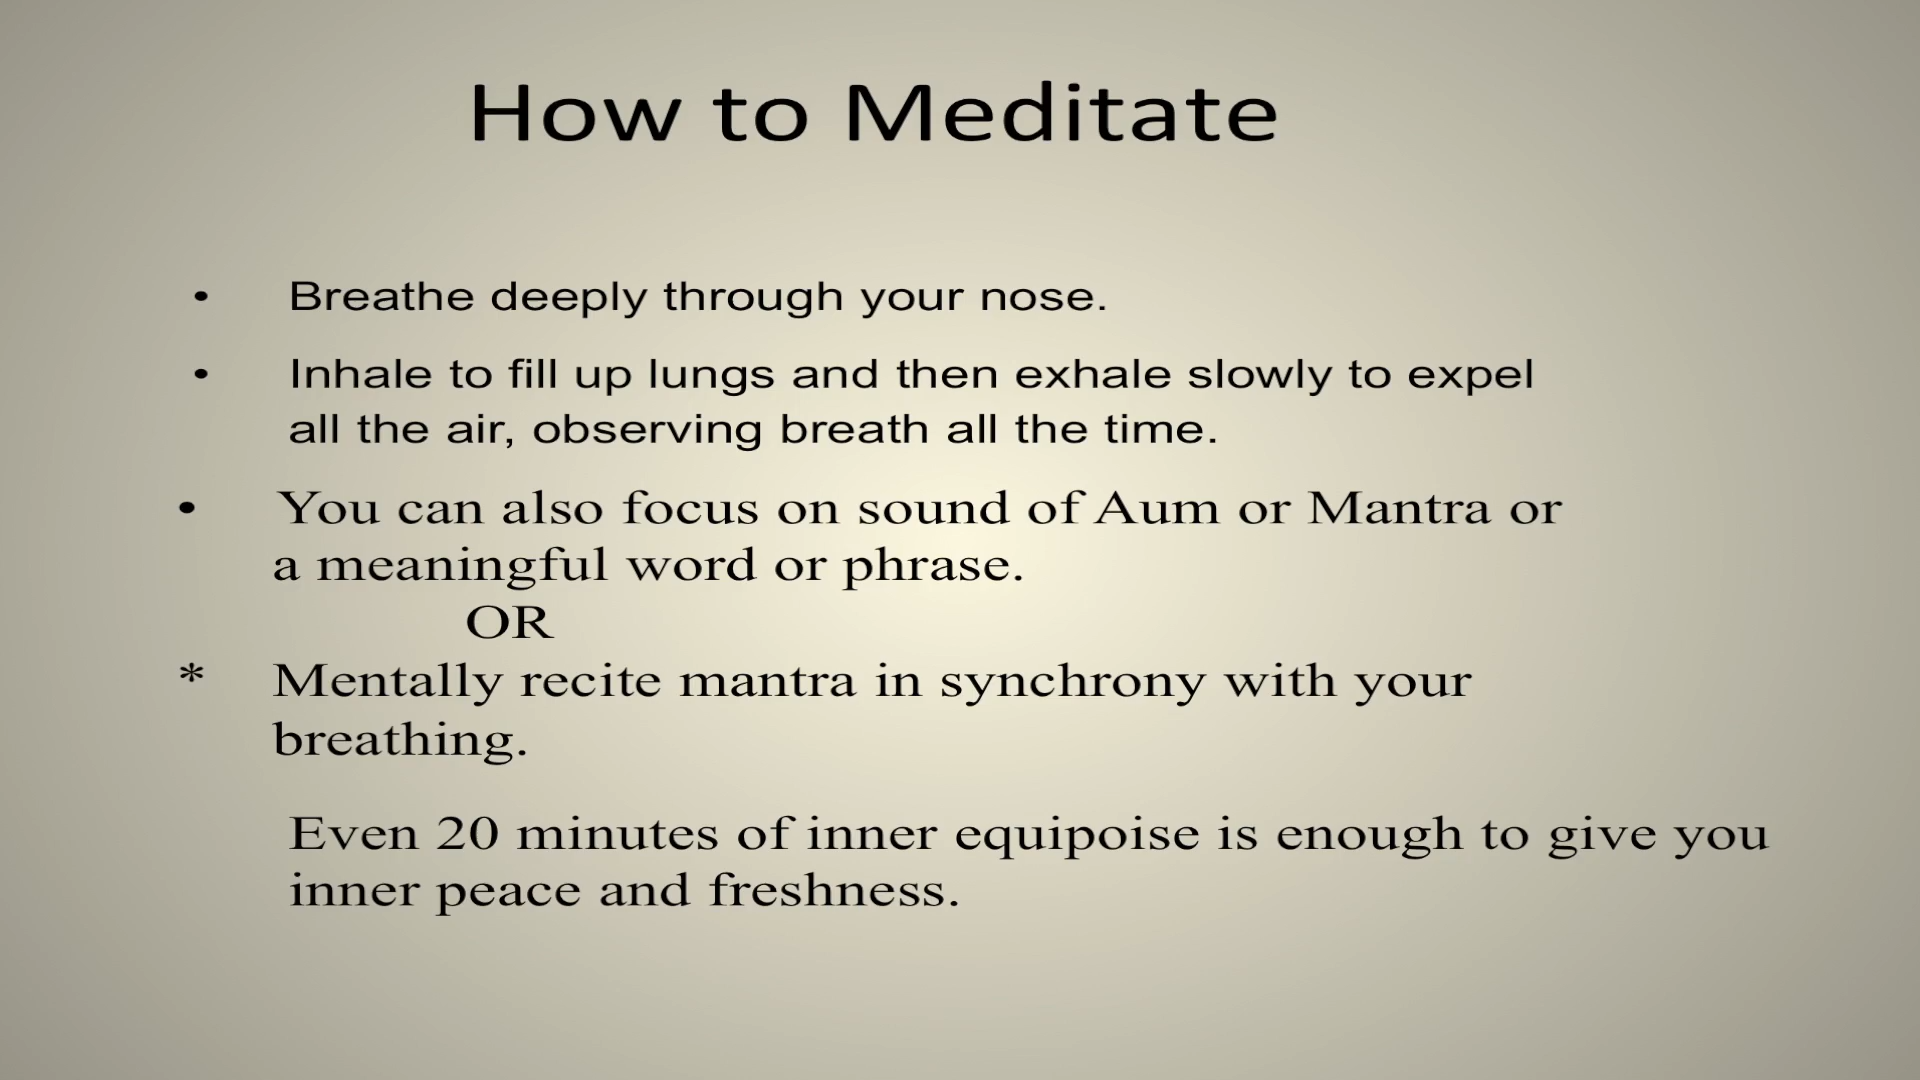 How to Meditate
• Breathe deeply through your nose.
• Inhale to fill up lungs and then exhale slowly to expel
all the air, observing breath all the time.
• You can also focus on sound of Aum or Mantra or
a meaningful word or phrase.
OR
* Mentally recite mantra in synchrony with your
breathing.
Even 20 minutes of inner equipoise is enough to give you
inner peace and freshness.